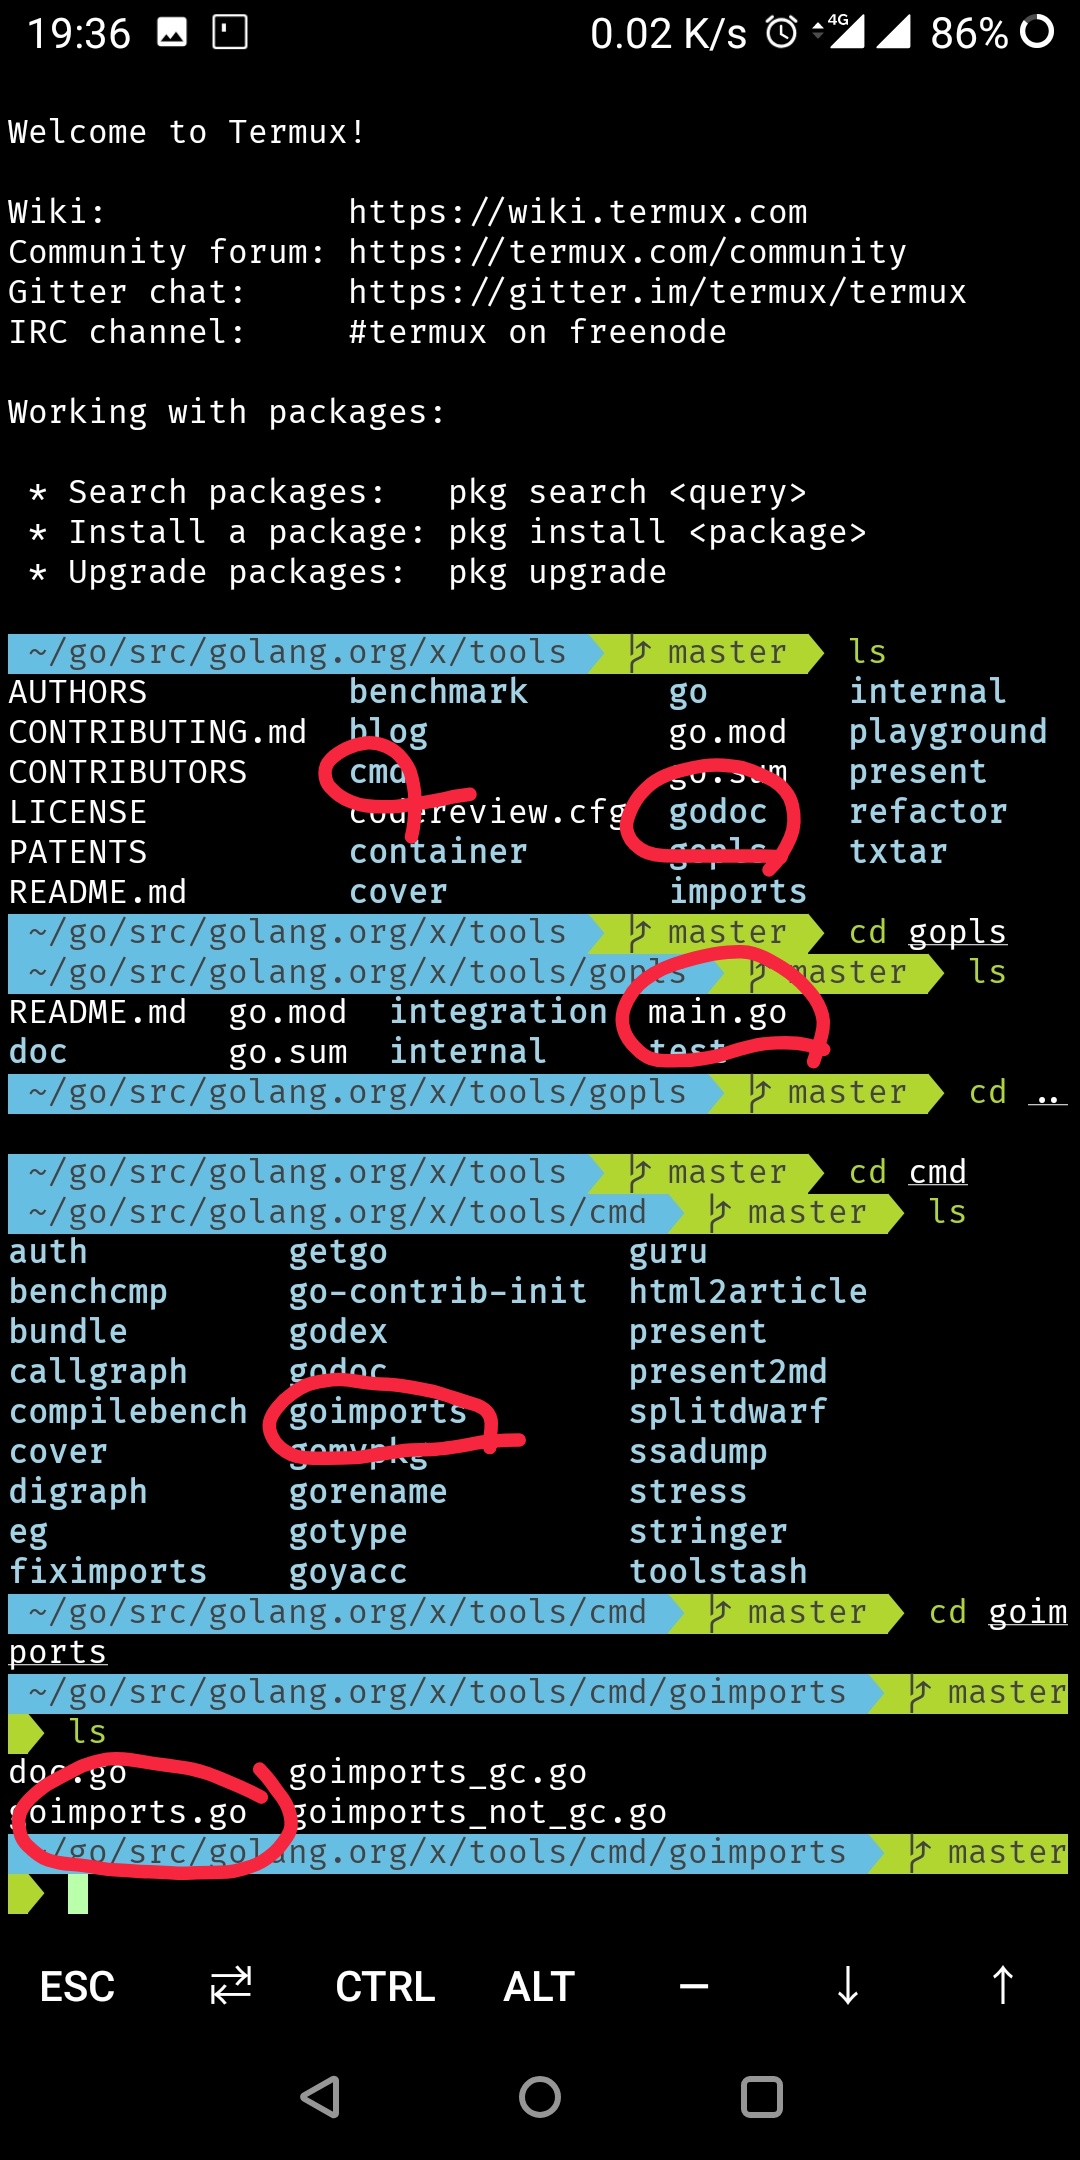 19:36 0.02 K/s 4G 86%
Welcome to Termux!
Wiki: https://wiki.termux.com
Community forum: https://termux.com/community
Gitter chat: https://gitter.im/termux/termux
IRC channel: #termux on freenode
Working with packages:
* Search packages: pkg search <query>
* Install a package: pkg install <package>
* Upgrade packages: pkg upgrade
~/go/src/golang.org/x/tools master ls
AUTHORS benchmark go internal
CONTRIBUTING.md blog go.mod playground
CONTRIBUTORS cmd go.sum present
LICENSE codereview.cfg godoc refactor
PATENTS container gopls txtar
README.md cover imports
~/go/src/golang.org/x/tools master cd gopls
~/go/src/golang.org/x/tools/gopls master ls
README.md go.mod integration main.go
doc go.sum internal test
~/go/src/golang.org/x/tools/gopls master cd ..
~/go/src/golang.org/x/tools master cd cmd
~/go/src/golang.org/x/tools/cmd master ls
auth getgo guru
benchcmp go-contrib-init html2article
bundle godex present
callgraph godoc present2md
compilebench goimports splitdwarf
cover gomvpkg ssadump
digraph gorename stress
eg gotype stringer
fiximports goyacc toolstash
~/go/src/golang.org/x/tools/cmd master cd goim
ports
~/go/src/golang.org/x/tools/cmd/goimports master
ls
doc.go goimports_gc.go
goimports.go goimports_not_gc.go
~/go/src/golang.org/x/tools/cmd/goimports master
ESC CTRL ALT – ↓ ↑